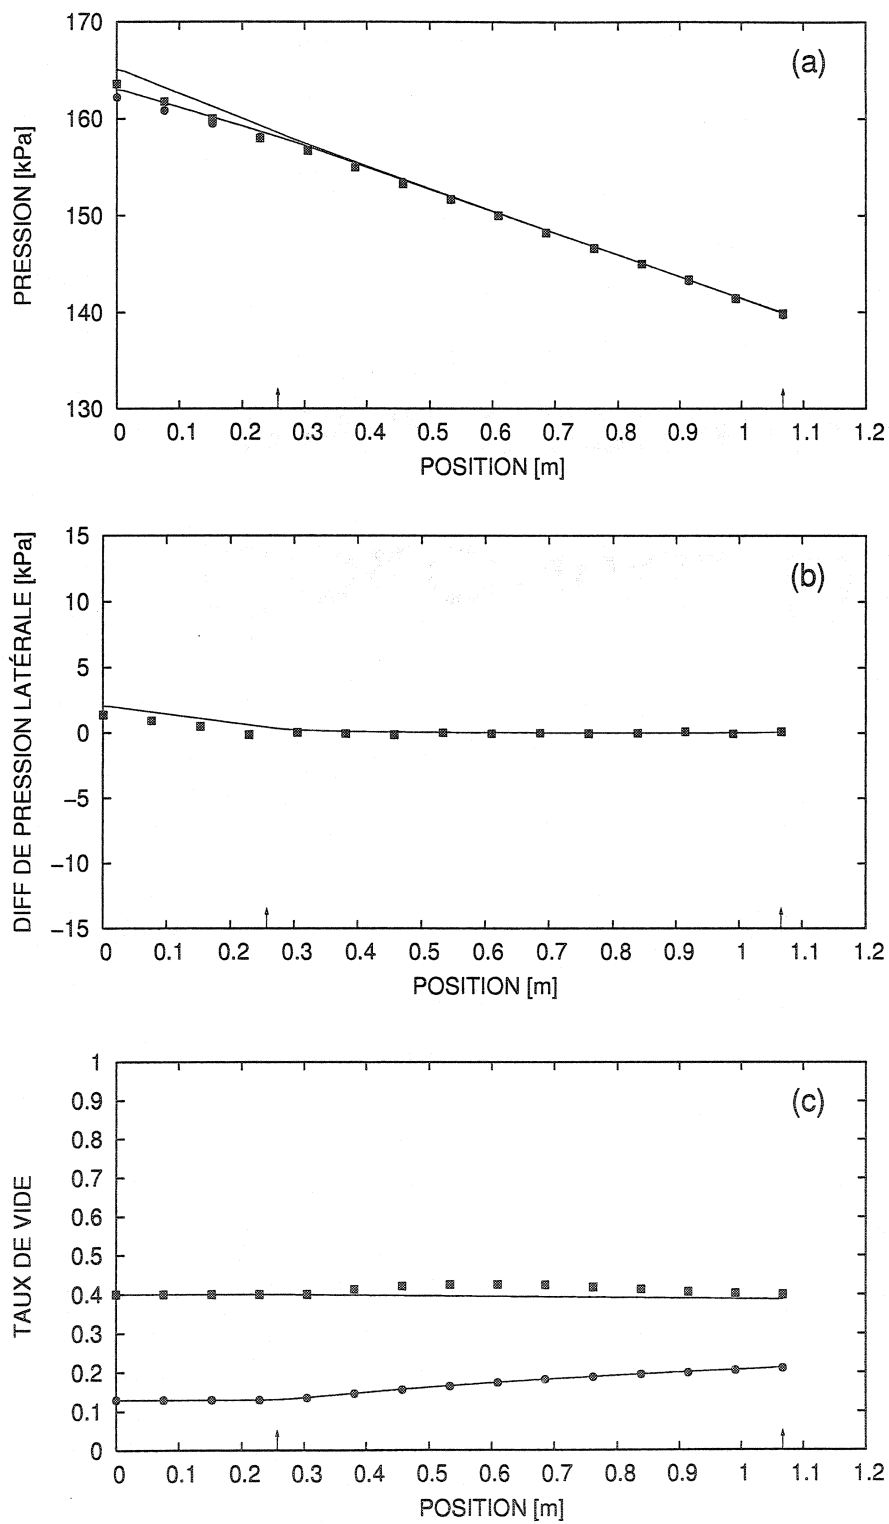 170
(a)
160
PRESSION [kPa]
150
140
130
0 0.1 0.2 0.3 0.4 0.5 0.6 0.7 0.8 0.9 1 1.1 1.2
POSITION [m]
15
(b)
10
DIFF DE PRESSION LATÉRALE [kPa]
5
0
−5
−10
−15
0 0.1 0.2 0.3 0.4 0.5 0.6 0.7 0.8 0.9 1 1.1 1.2
POSITION [m]
1
(c)
0.9
0.8
0.7
0.6
TAUX DE VIDE
0.5
0.4
0.3
0.2
0.1
0
0 0.1 0.2 0.3 0.4 0.5 0.6 0.7 0.8 0.9 1 1.1 1.2
POSITION [m]